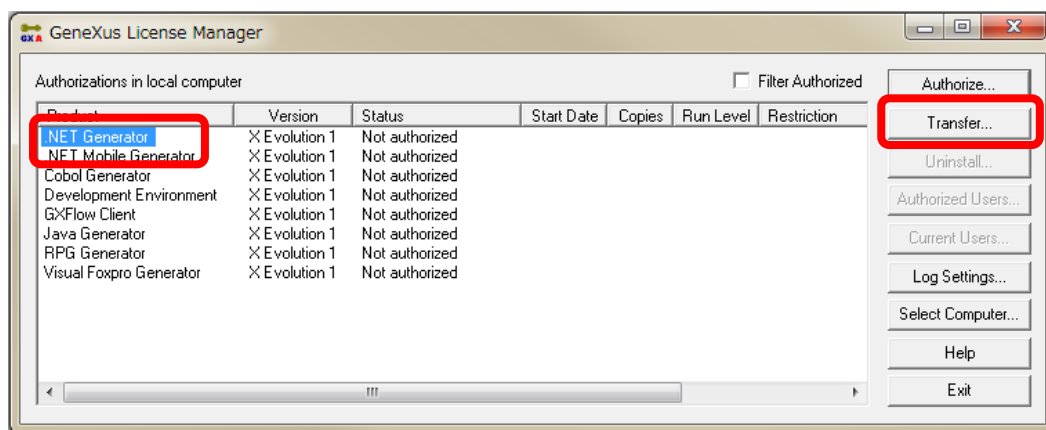 GXA GeneXus License Manager
Authorizations in local computer
Filter Authorized
Product Version Status Start Date Copies Run Level Restriction
.NET Generator X Evolution 1 Not authorized
.NET Mobile Generator X Evolution 1 Not authorized
Cobol Generator X Evolution 1 Not authorized
Development Environment X Evolution 1 Not authorized
GXFlow Client X Evolution 1 Not authorized
Java Generator X Evolution 1 Not authorized
RPG Generator X Evolution 1 Not authorized
Visual Foxpro Generator X Evolution 1 Not authorized
Authorize...
Transfer...
Uninstall...
Authorized Users...
Current Users...
Log Settings...
Select Computer...
Help
Exit